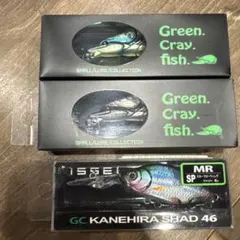 Green.
Cray.
fish.
SMALL LURE COLLECTION
Green.
Cray.
fish.
SMALL LURE COLLECTION
ISSEI
MR
SP
GC KANEHIRA SHAD 46